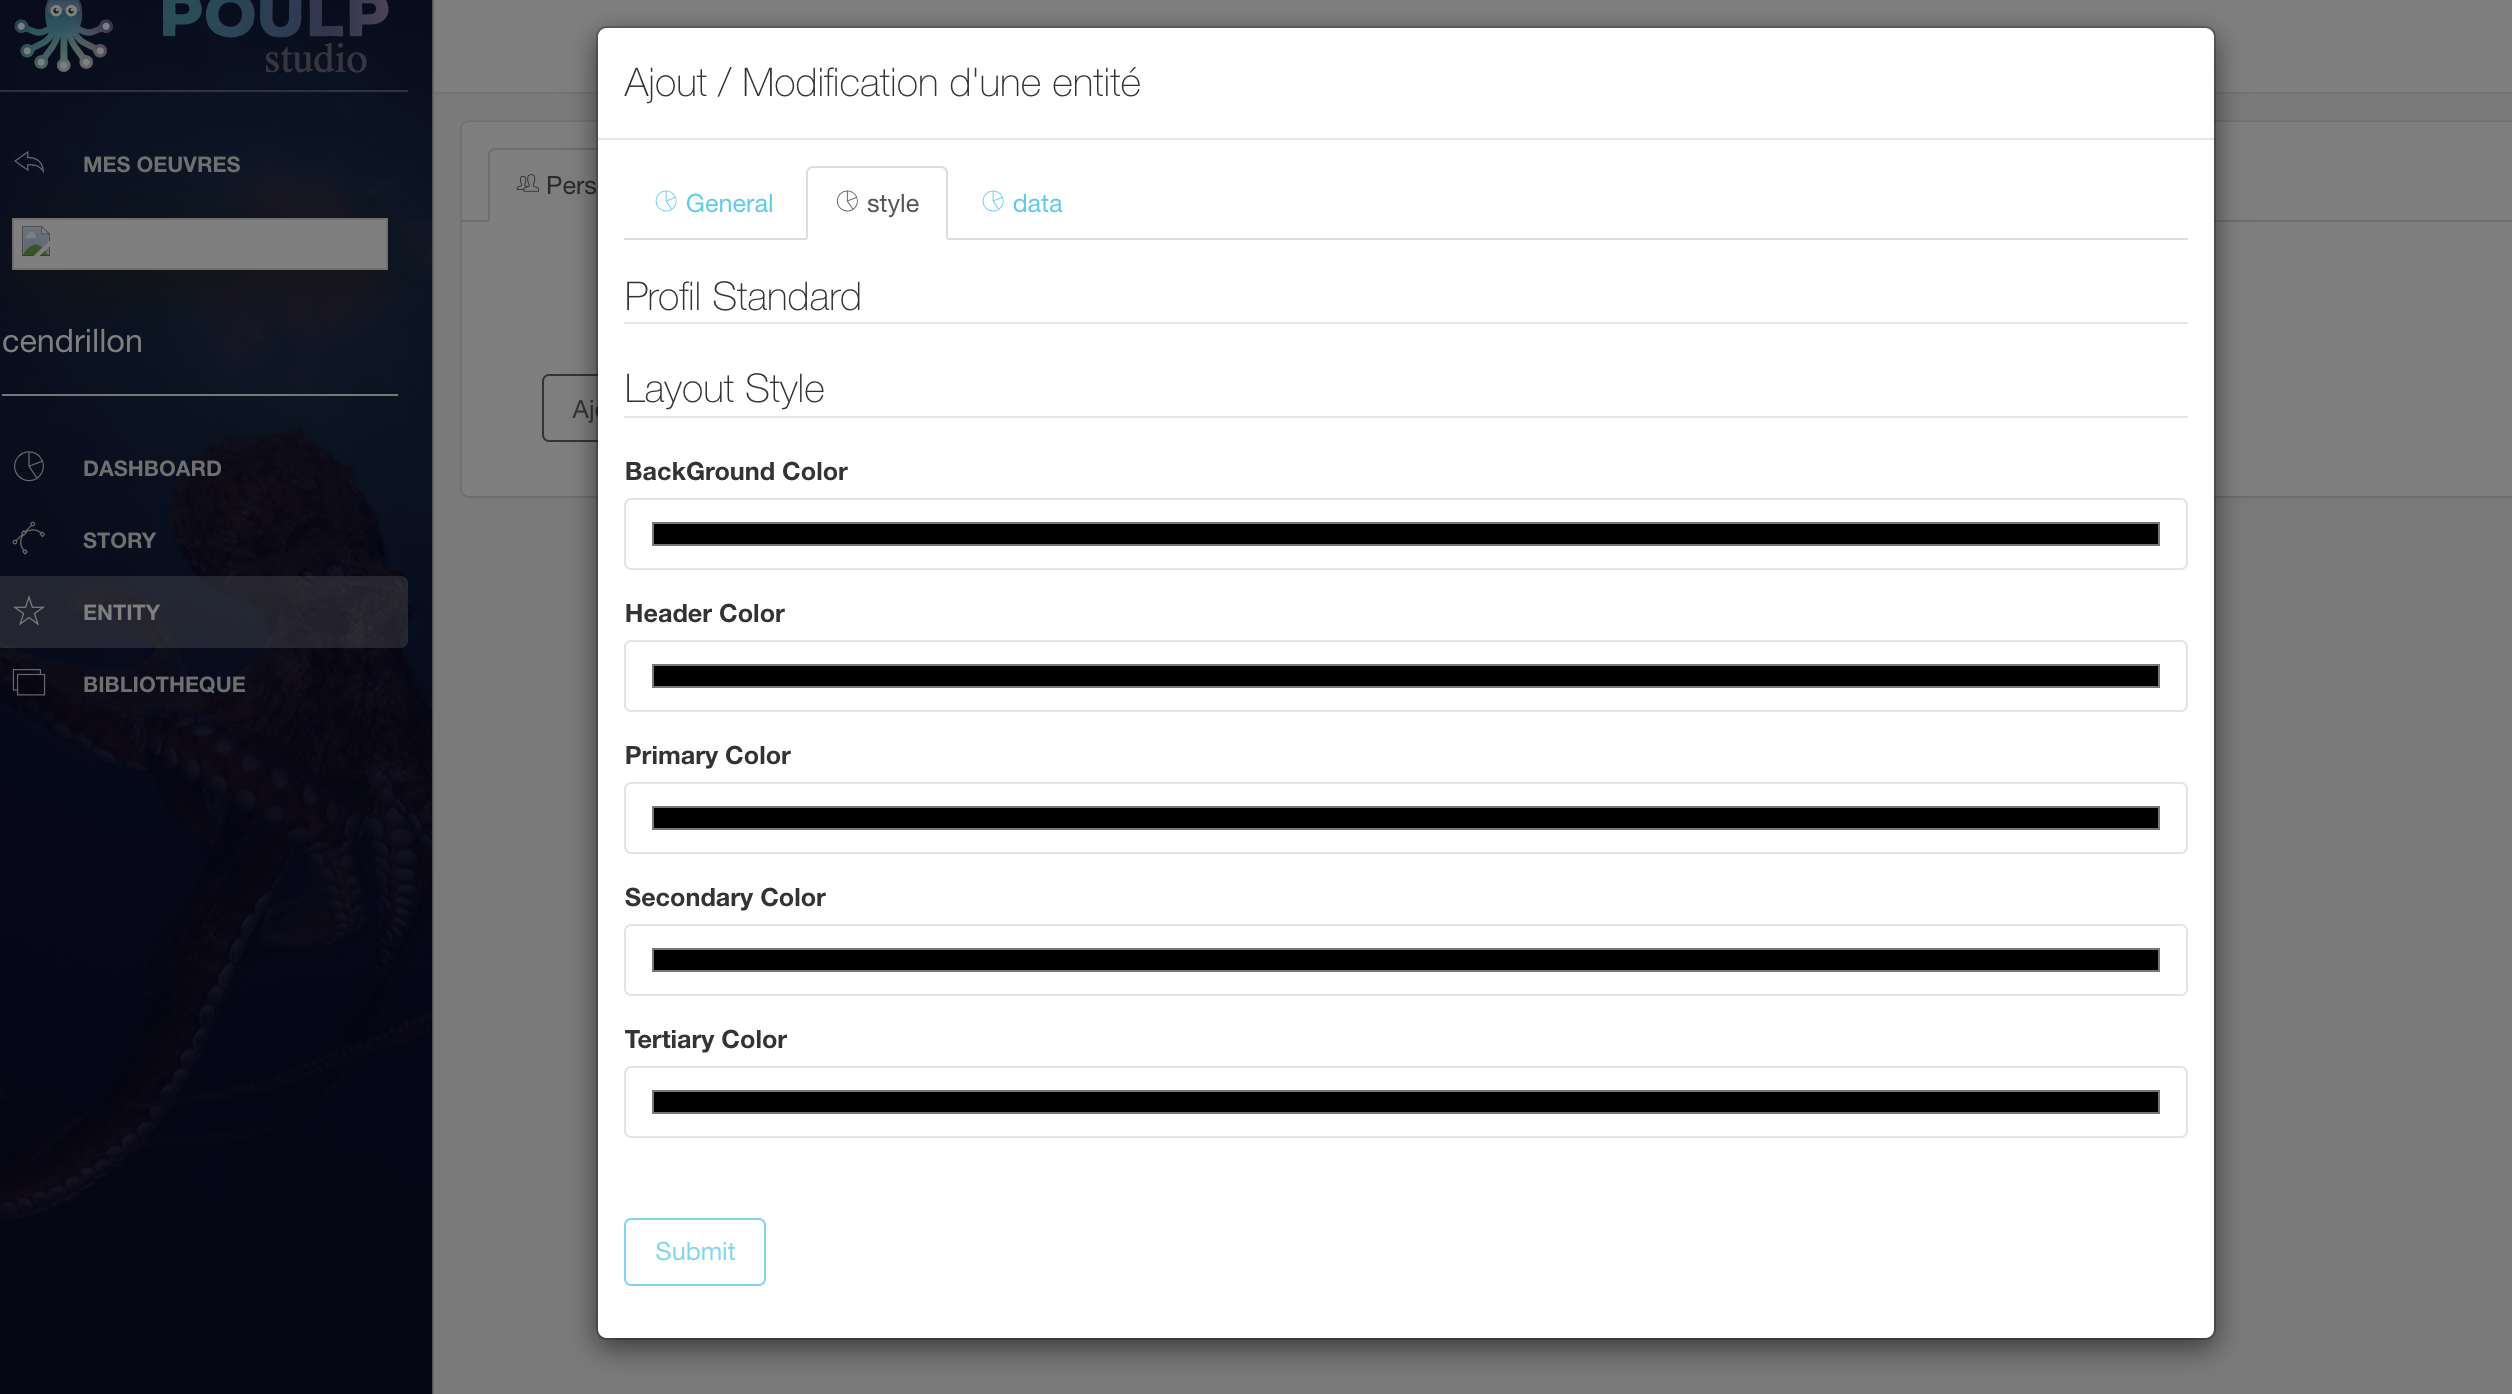 POULP
studio
MES OEUVRES
cendrillon
DASHBOARD
STORY
ENTITY
BIBLIOTHEQUE
Pers
Aj
Ajout / Modification d'une entité
General
style
data
Profil Standard
Layout Style
BackGround Color
Header Color
Primary Color
Secondary Color
Tertiary Color
Submit